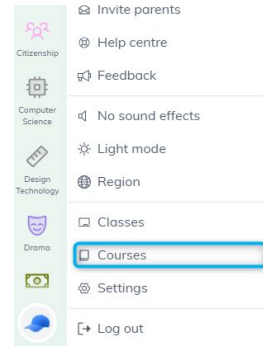 Citizenship
Computer
Science
Design
Technology
Drama
Invite parents
Help centre
Feedback
No sound effects
Light mode
Region
Classes
Courses
Settings
Log out